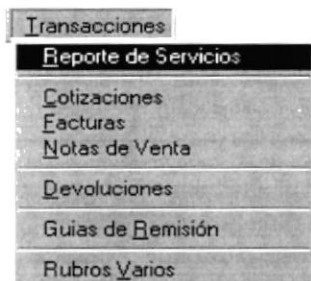 Transacciones
Reporte de Servicios
Cotizaciones
Facturas
Notas de Venta
Devoluciones
Guias de Remisión
Rubros Varios